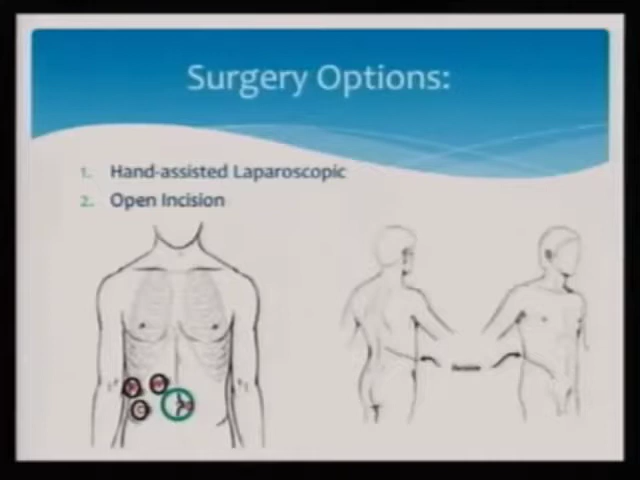 Surgery Options:
1. Hand-assisted Laparoscopic
2. Open Incision